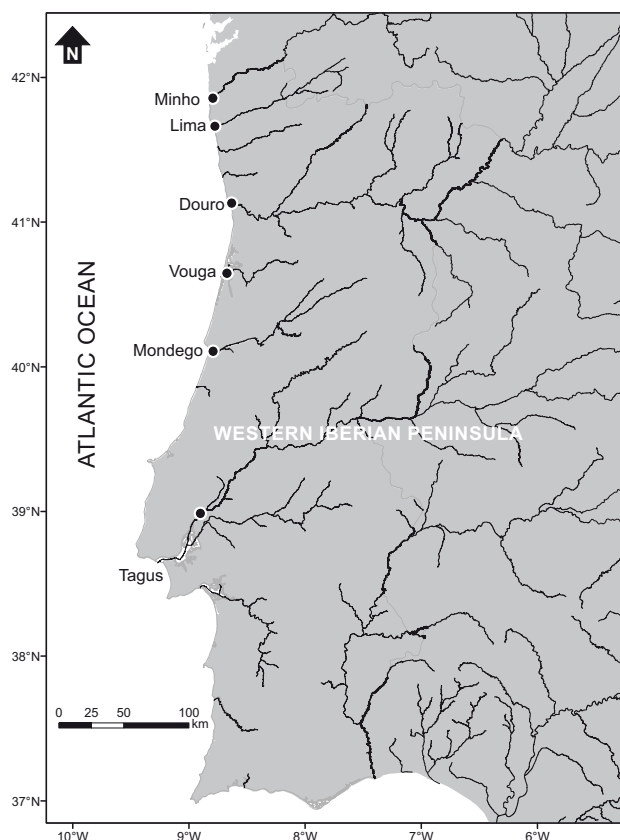 N
42°N
Minho
Lima
Douro
41°N
Vouga
ATLANTIC OCEAN
Mondego
40°N
WESTERN IBERIAN PENINSULA
39°N
Tagus
38°N
0 25 50 100
km
37°N
10°W 9°W 8°W 7°W 6°W